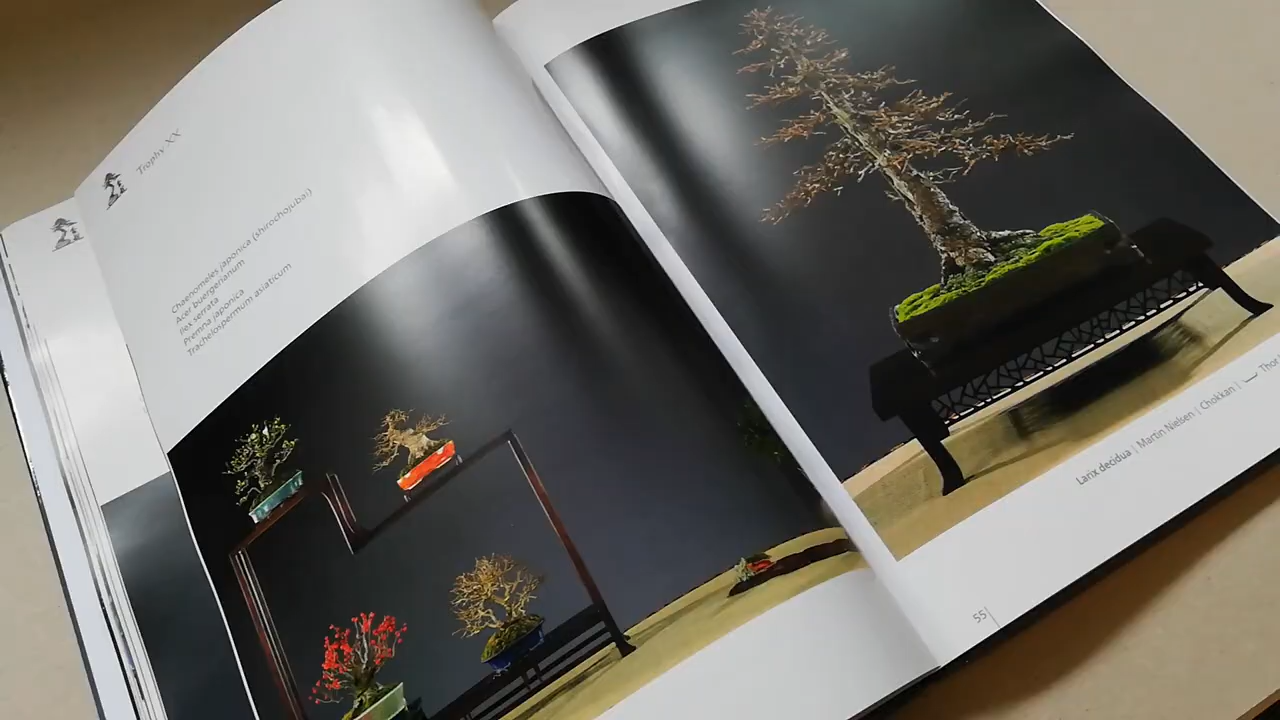 Trophy XX
Chaenomeles japonica (shirochojubai)
Acer buergerianum
Ilex serrata
Premna japonica
Trachelospermum asiaticum
Larix decidua | Martin Nielsen | Chokkan |
55